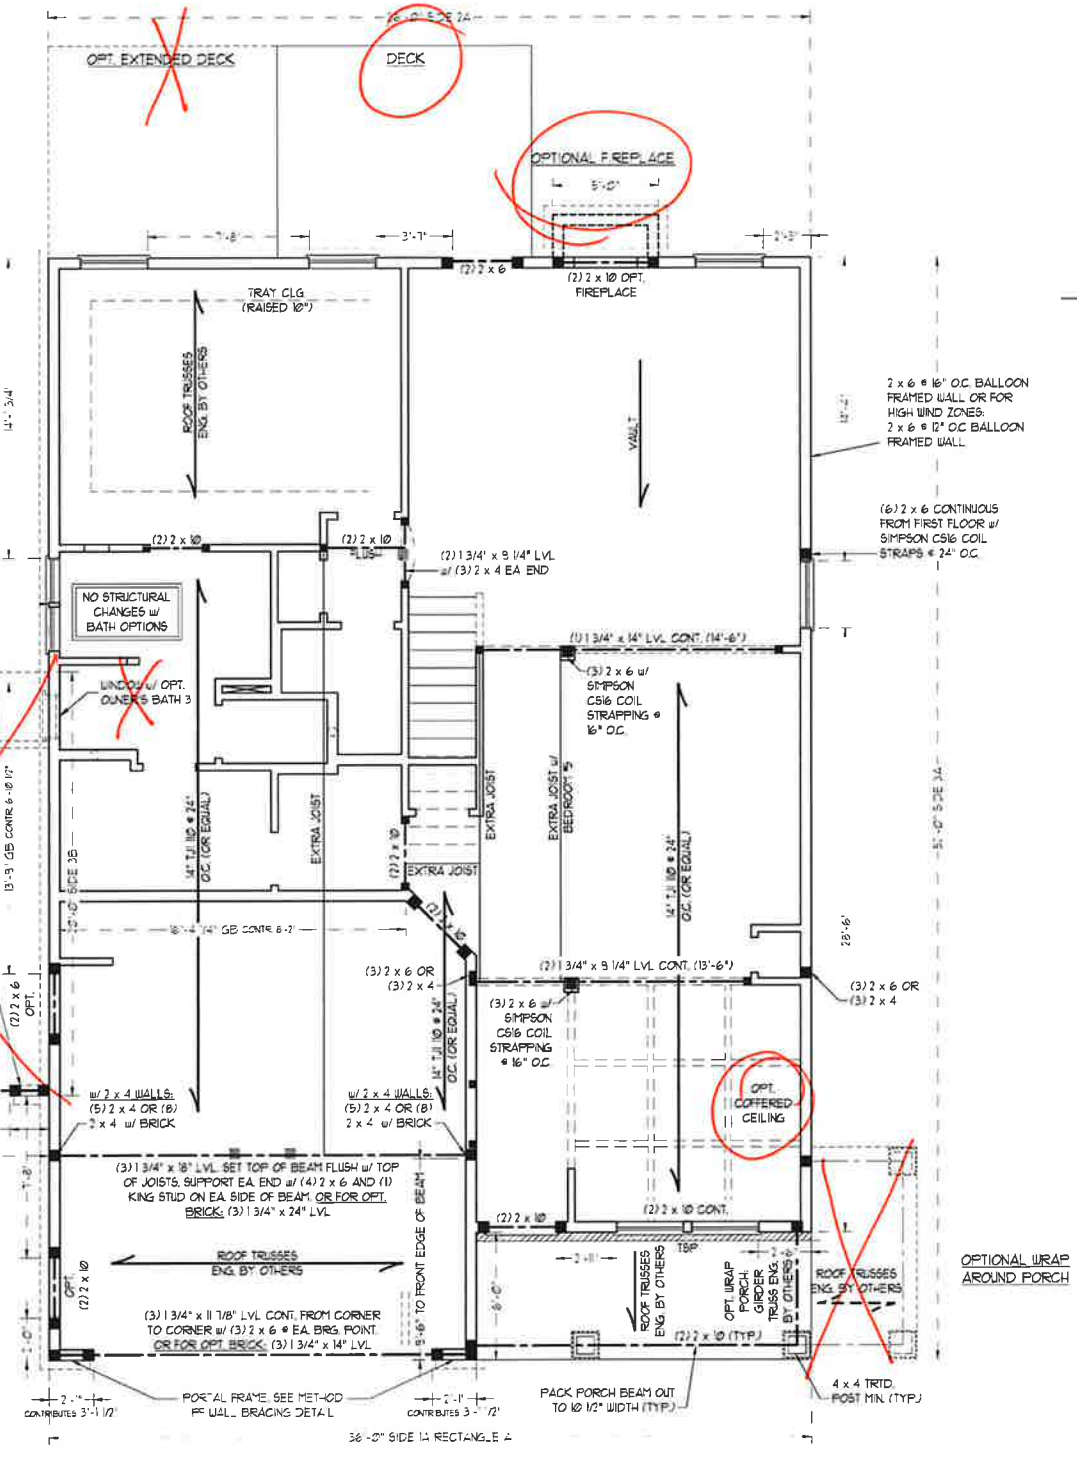 OPT. EXTENDED DECK
DECK
OPTIONAL FIREPLACE
5'-0"
7'-8"
3'-7"
(2) 2 x 6
(2) 2 x 10 OPT.
FIREPLACE
TRAY CLG
(RAISED 10")
ROOF TRUSSES
ENG. BY OTHERS
VAULT
2 x 6 @ 16" O.C. BALLOON
FRAMED WALL OR FOR
HIGH WIND ZONES:
2 x 6 @ 12" O.C BALLOON
FRAMED WALL
(6) 2 x 6 CONTINUOUS
FROM FIRST FLOOR w/
SIMPSON CS16 COIL
STRAPS @ 24" O.C.
(2) 2 x 10
(2) 2 x 10
FLUSH
(2) 1 3/4" x 9 1/4" LVL
w/ (3) 2 x 4 EA END
NO STRUCTURAL
CHANGES w/
BATH OPTIONS
(1) 1 3/4" x 14" LVL CONT. (14'-6")
WINDOW w/ OPT.
OWNER'S BATH 3
(3) 2 x 6 w/
SIMPSON
CS16 COIL
STRAPPING @
16" O.C.
EXTRA JOIST
EXTRA JOIST w/
BEDROOM #5
14" TJI 110 @ 24"
O.C. (OR EQUAL)
EXTRA JOIST
14" TJI 110 @ 24"
O.C. (OR EQUAL)
(2) 2 x 10
EXTRA JOIST
(2) 2 x 10
28'-6"
(2) 1 3/4" x 9 1/4" LVL CONT. (13'-6")
(3) 2 x 6 OR
(3) 2 x 4
(3) 2 x 6 OR
(3) 2 x 4
(2) 2 x 6
OPT.
14" TJI 110 @ 24"
O.C. (OR EQUAL)
(3) 2 x 6 w/
SIMPSON
CS16 COIL
STRAPPING
@ 16" O.C
OPT.
COFFERED
CEILING
w/ 2 x 4 WALLS:
(5) 2 x 4 OR (8)
2 x 4 w/ BRICK
w/ 2 x 4 WALLS:
(5) 2 x 4 OR (8)
2 x 4 w/ BRICK
(3) 1 3/4" x 18" LVL. SET TOP OF BEAM FLUSH w/ TOP
OF JOISTS. SUPPORT EA. END w/ (4) 2 x 6 AND (1)
KING STUD ON EA. SIDE OF BEAM. OR FOR OPT.
BRICK: (3) 1 3/4" x 24" LVL
5'-6" TO FRONT EDGE OF BEAM
(2) 2 x 10
(2) 2 x 10 CONT.
ROOF TRUSSES
ENG. BY OTHERS
OPT.
(2) 2 x 10
ROOF TRUSSES
ENG. BY OTHERS
OPT. WRAP
PORCH:
GIRDER
TRUSS ENG.
BY OTHERS
ROOF TRUSSES
ENG. BY OTHERS
OPTIONAL WRAP
AROUND PORCH
(3) 1 3/4" x 11 7/8" LVL CONT. FROM CORNER
TO CORNER w/ (3) 2 x 6 @ EA. BRG. POINT.
OR FOR OPT. BRICK: (3) 1 3/4" x 14" LVL
(2) 2 x 10 (TYP.)
2'-1"
CONTRIBUTES 3'-1 1/2"
PORTAL FRAME, SEE METHOD
PF WALL BRACING DETAIL
PACK PORCH BEAM OUT
TO 10 1/2" WIDTH (TYP.)
4 x 4 TRTD.
POST MIN. (TYP.)
36'-0" SIDE 1A RECTANGLE A